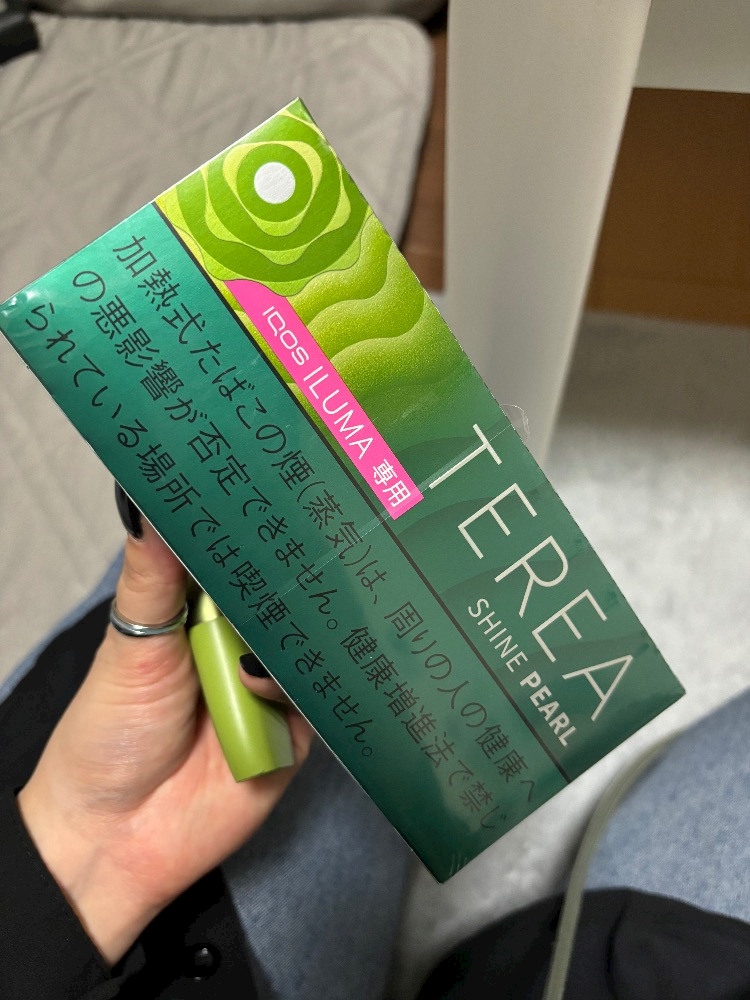 IQOS ILUMA 専用
TEREA
SHINE PEARL
加熱式たばこの煙(蒸気)は、周りの人の健康へ
の悪影響が否定できません。健康増進法で禁じ
られている場所では喫煙できません。